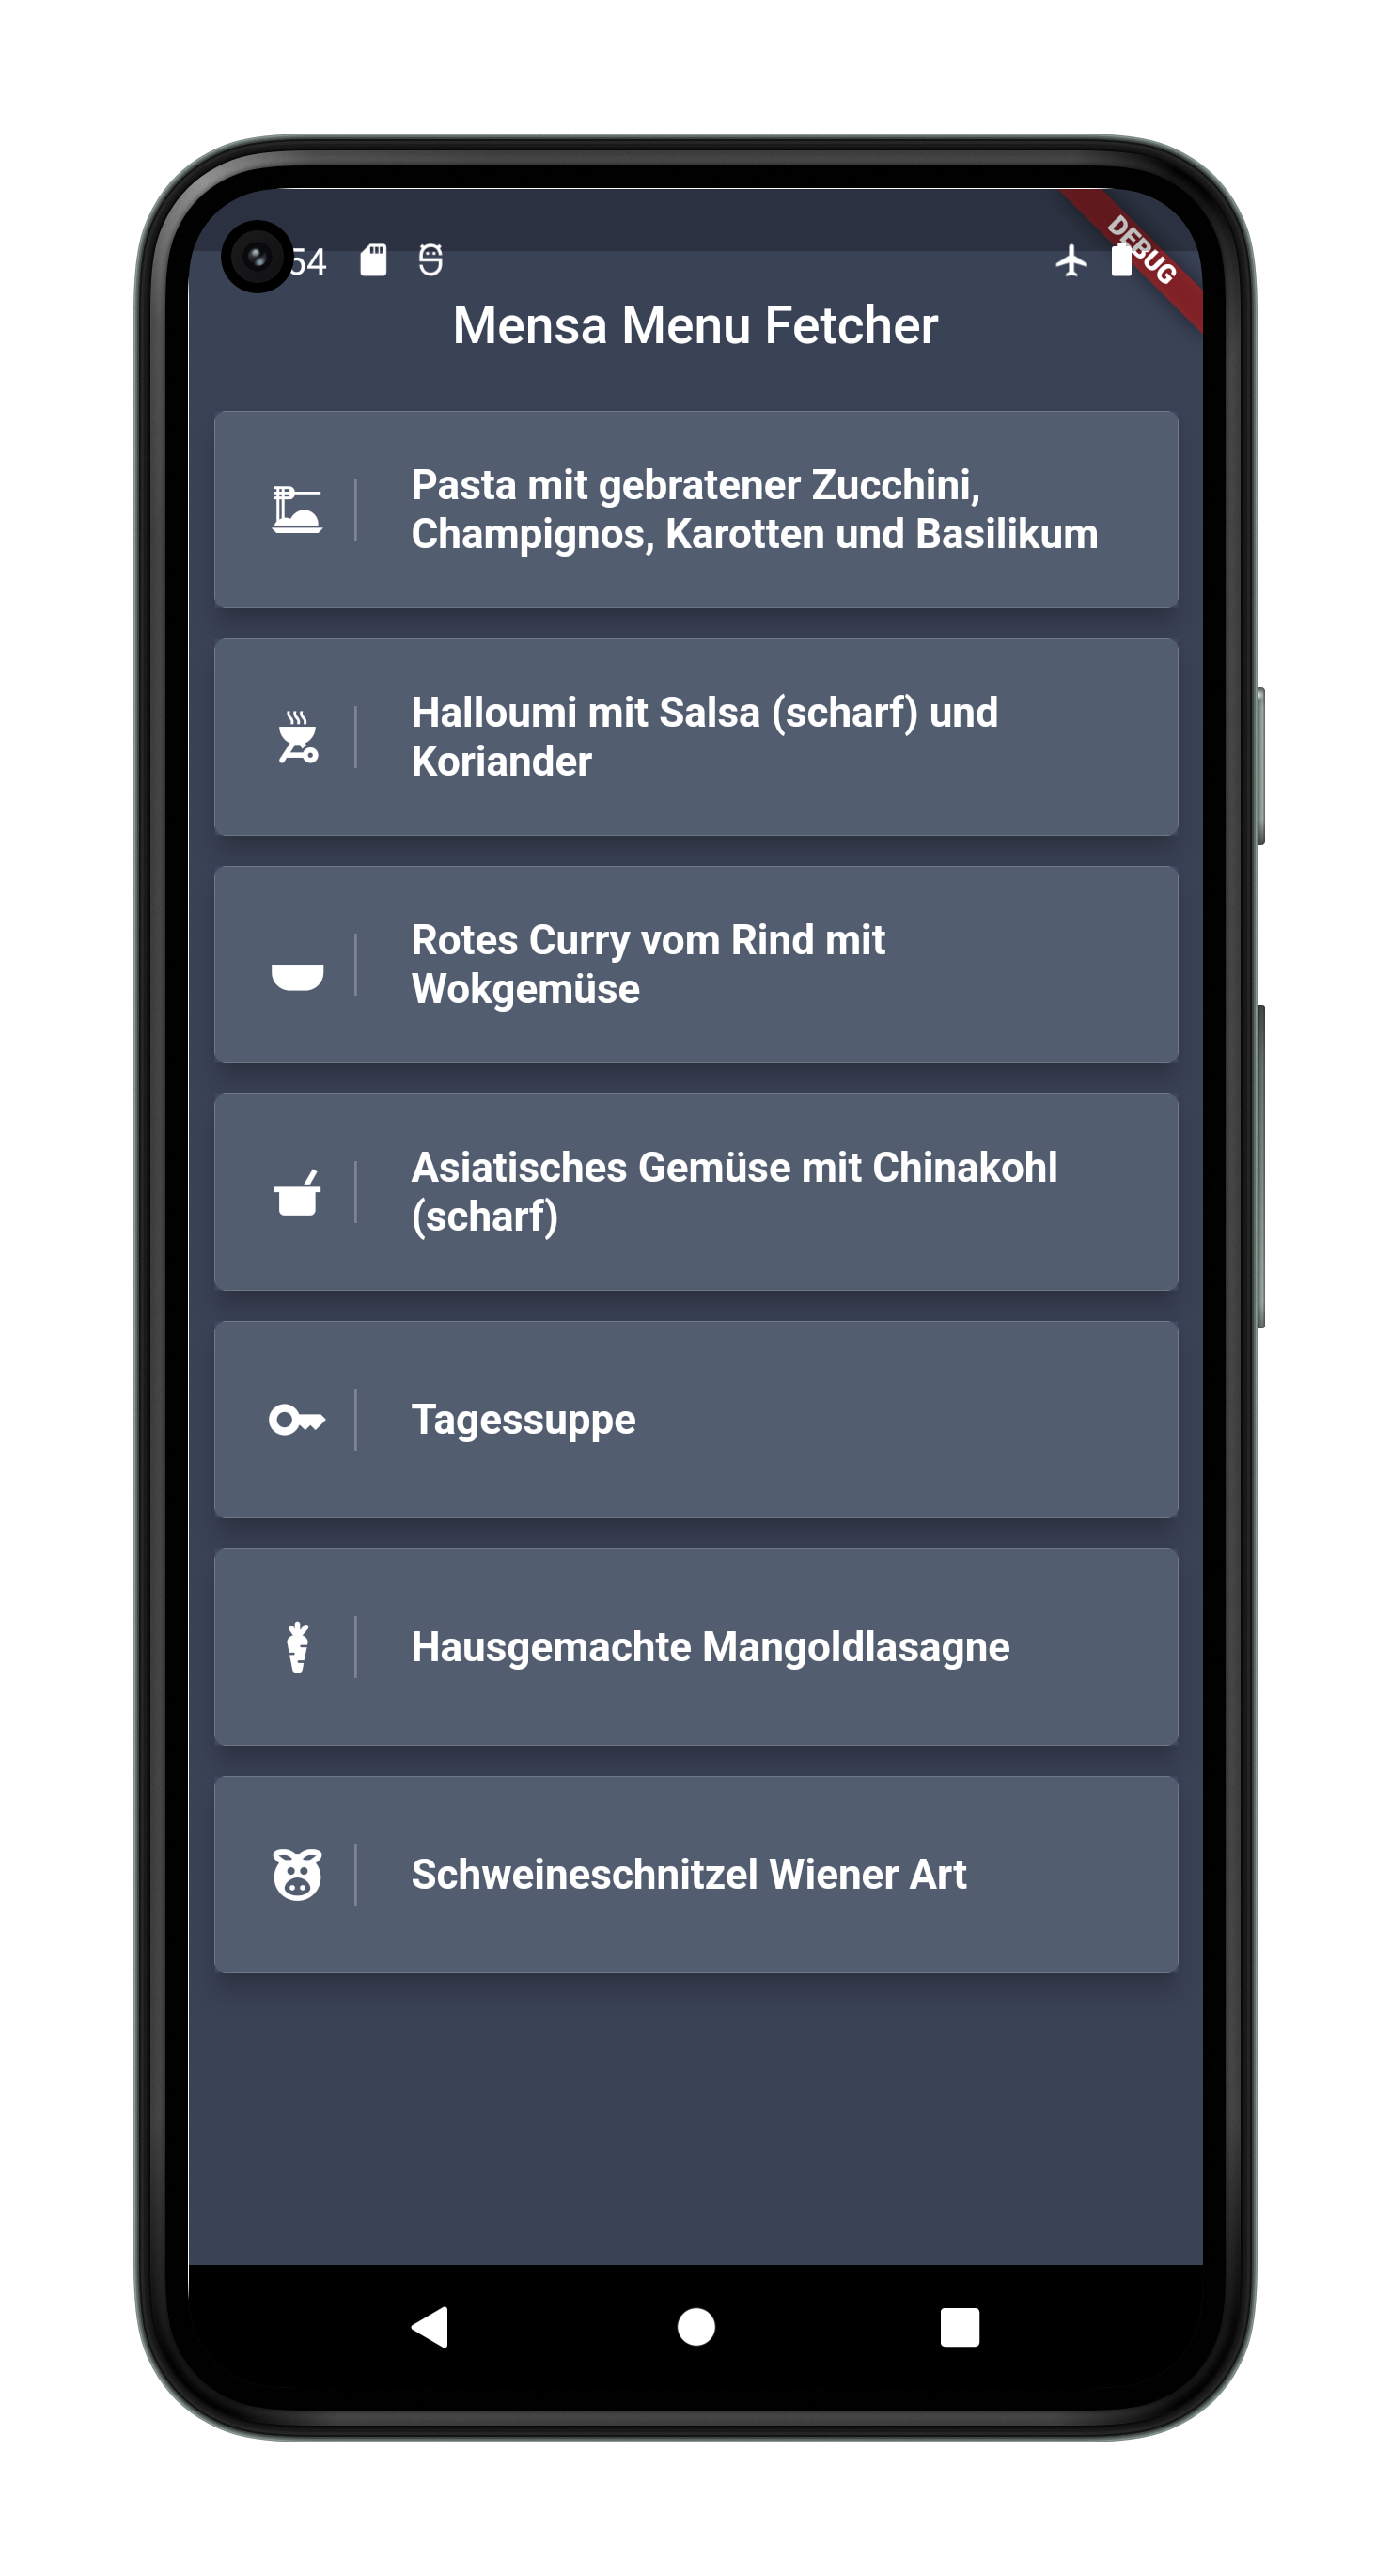 54
DEBUG
Mensa Menu Fetcher
Pasta mit gebratener Zucchini,
Champignos, Karotten und Basilikum
Halloumi mit Salsa (scharf) und
Koriander
Rotes Curry vom Rind mit
Wokgemüse
Asiatisches Gemüse mit Chinakohl
(scharf)
Tagessuppe
Hausgemachte Mangoldlasagne
Schweineschnitzel Wiener Art